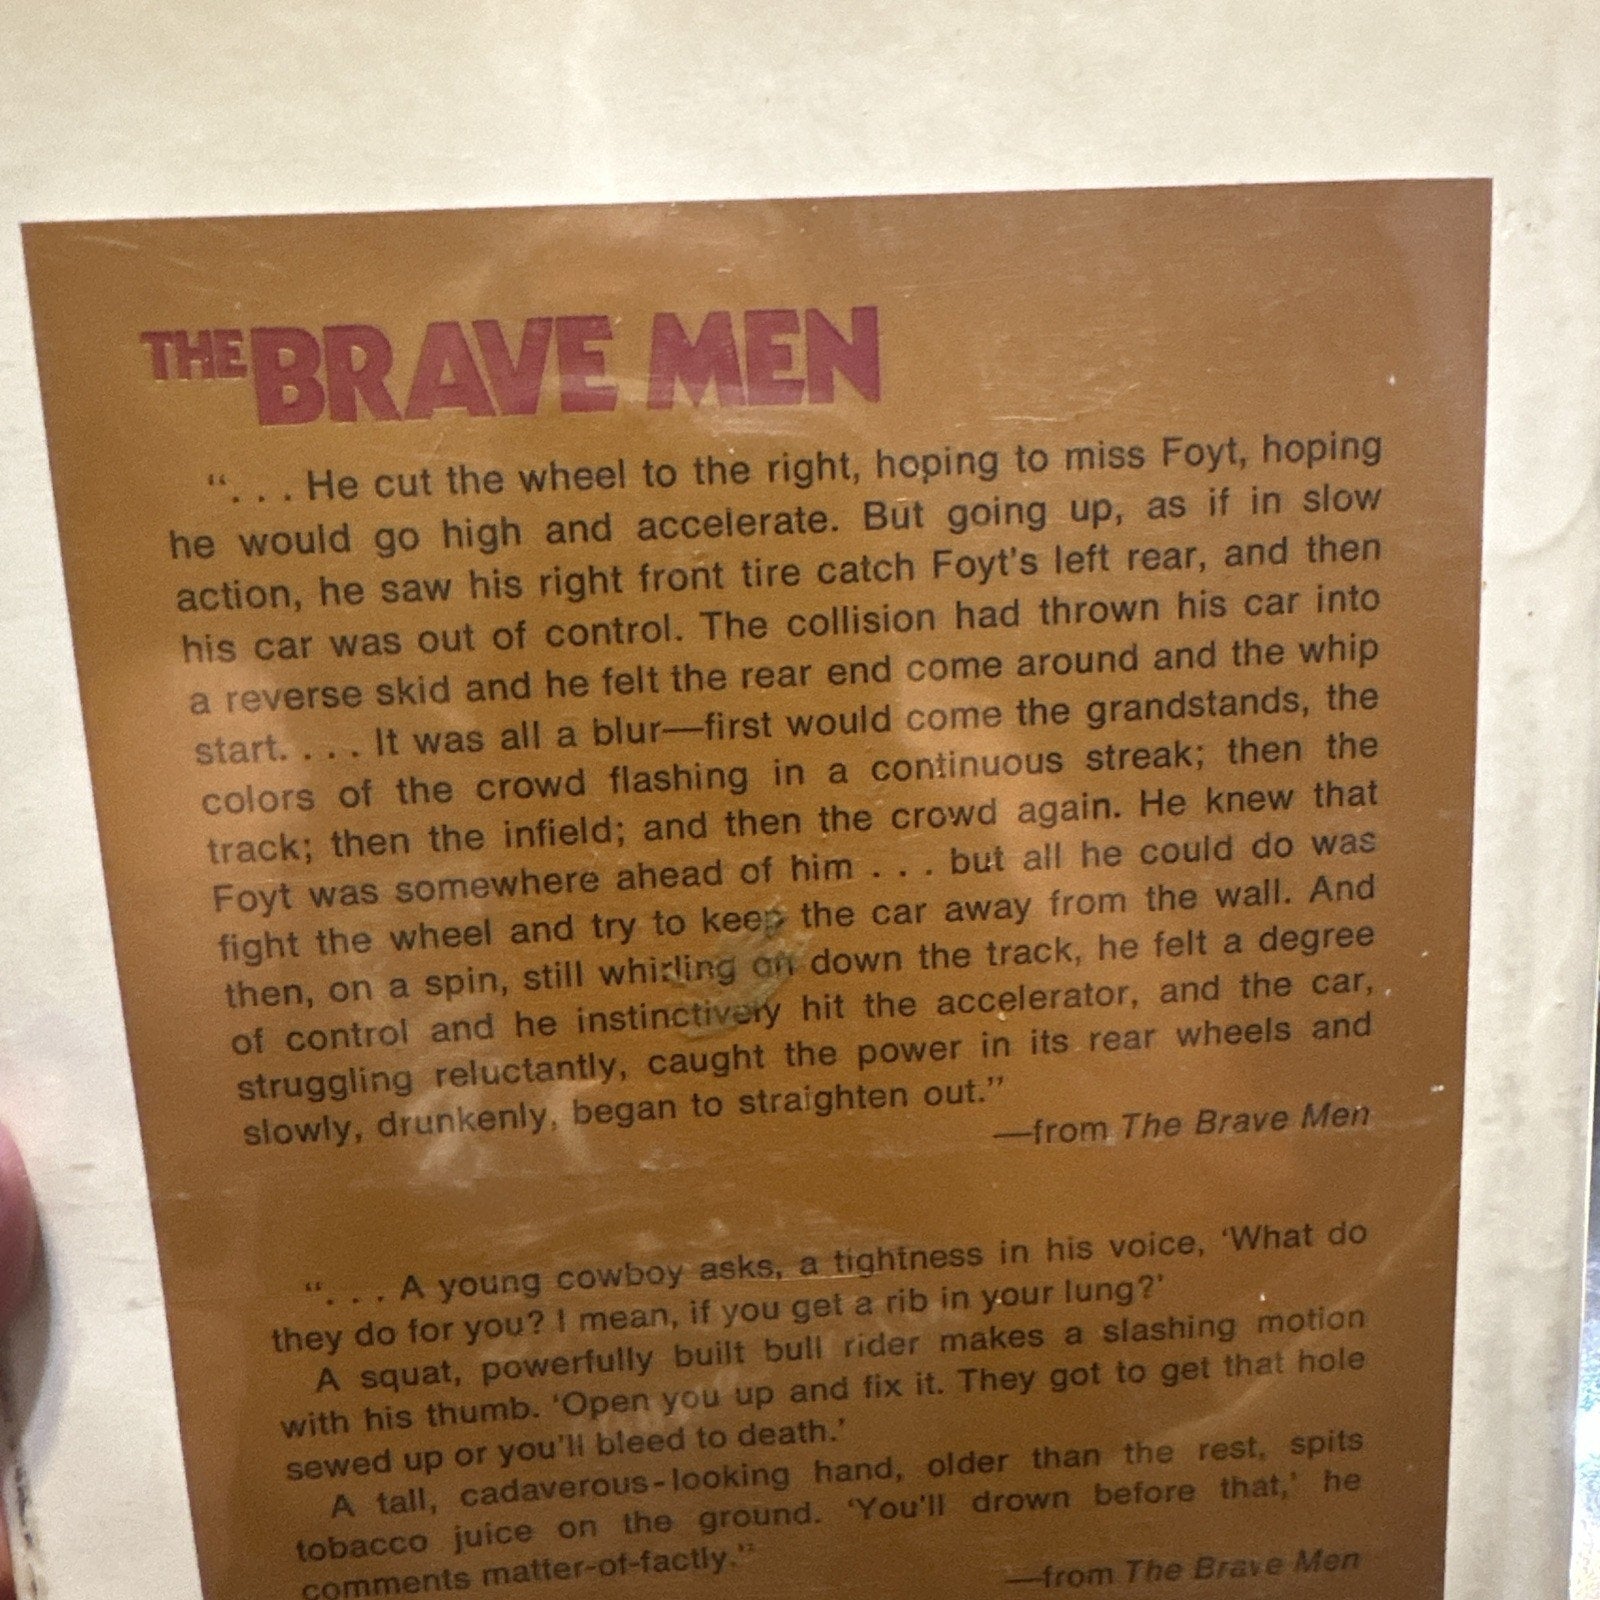 THE BRAVE MEN
“. . . He cut the wheel to the right, hoping to miss Foyt, hoping
he would go high and accelerate. But going up, as if in slow
action, he saw his right front tire catch Foyt's left rear, and then
his car was out of control. The collision had thrown his car into
a reverse skid and he felt the rear end come around and the whip
start. . . . It was all a blur—first would come the grandstands, the
colors of the crowd flashing in a continuous streak; then the
track; then the infield; and then the crowd again. He knew that
Foyt was somewhere ahead of him . . . but all he could do was
fight the wheel and try to keep the car away from the wall. And
then, on a spin, still whirling on down the track, he felt a degree
of control and he instinctively hit the accelerator, and the car,
struggling reluctantly, caught the power in its rear wheels and
slowly, drunkenly, began to straighten out.”
—from The Brave Men
“. . . A young cowboy asks, a tightness in his voice, ‘What do
they do for you? I mean, if you get a rib in your lung?’
A squat, powerfully built bull rider makes a slashing motion
with his thumb. ‘Open you up and fix it. They got to get that hole
sewed up or you'll bleed to death.’
A tall, cadaverous-looking hand, older than the rest, spits
tobacco juice on the ground. ‘You'll drown before that,’ he
comments matter-of-factly.”
—from The Brave Men